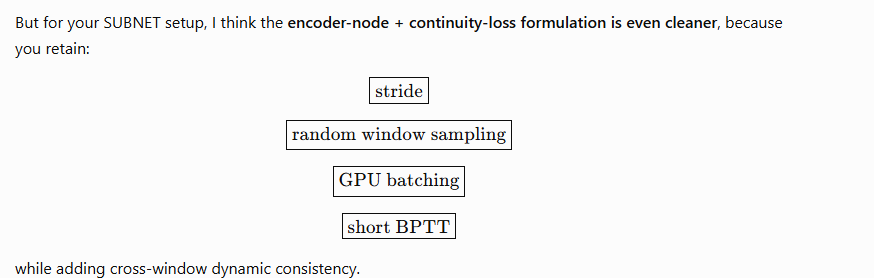 But for your SUBNET setup, I think the encoder-node + continuity-loss formulation is even cleaner, because
you retain:
stride
random window sampling
GPU batching
short BPTT
while adding cross-window dynamic consistency.